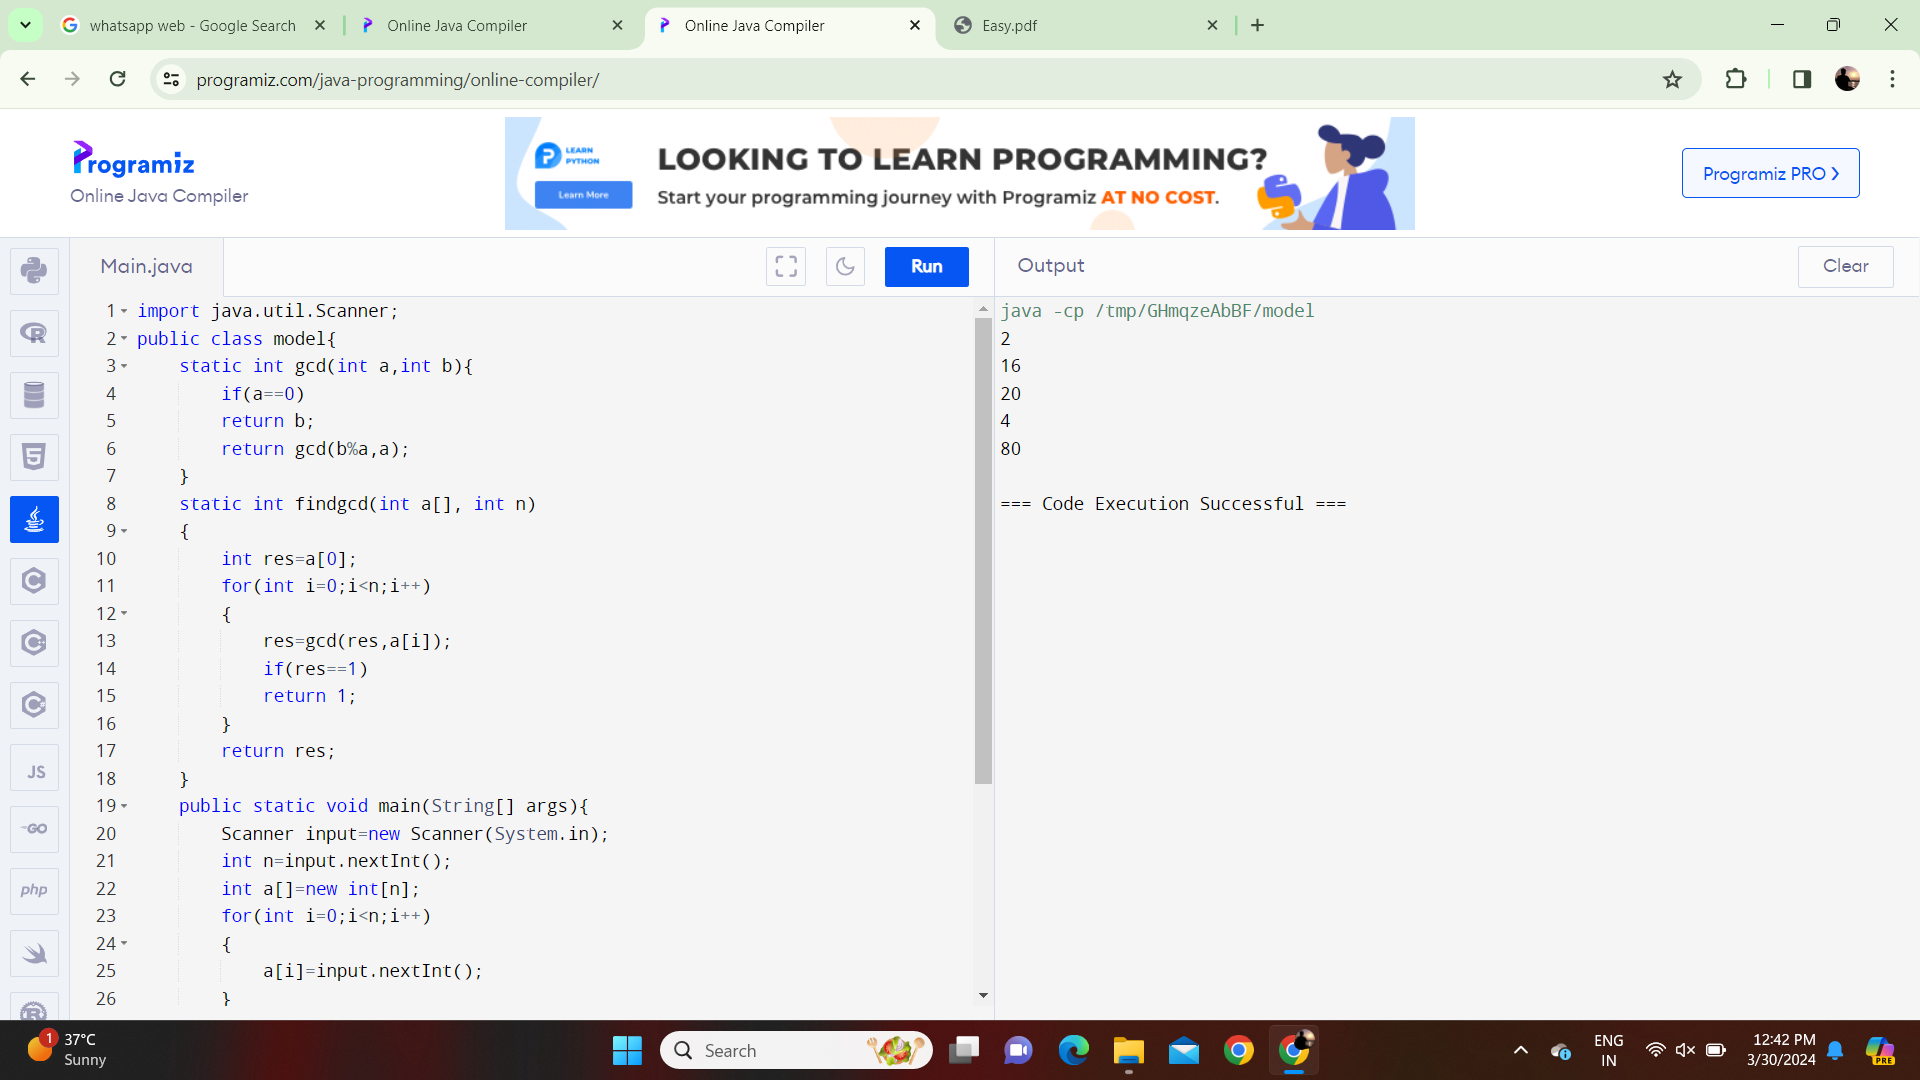 whatsapp web - Google Search
Online Java Compiler
Online Java Compiler
Easy.pdf
programiz.com/java-programming/online-compiler/
Programiz
Online Java Compiler
LEARN
PYTHON
Learn More
LOOKING TO LEARN PROGRAMMING?
Start your programming journey with Programiz AT NO COST.
Programiz PRO
Main.java
Run
Output
Clear
1 import java.util.Scanner;
2 public class model{
3 static int gcd(int a,int b){
4 if(a==0)
5 return b;
6 return gcd(b%a,a);
7 }
8 static int findgcd(int a[], int n)
9 {
10 int res=a[0];
11 for(int i=0;i<n;i++)
12 {
13 res=gcd(res,a[i]);
14 if(res==1)
15 return 1;
16 }
17 return res;
18 }
19 public static void main(String[] args){
20 Scanner input=new Scanner(System.in);
21 int n=input.nextInt();
22 int a[]=new int[n];
23 for(int i=0;i<n;i++)
24 {
25 a[i]=input.nextInt();
26 }
java -cp /tmp/GHmqzeAbBF/model
2
16
20
4
80
=== Code Execution Successful ===
JS
GO
php
1
37°C
Sunny
Search
ENG
IN
12:42 PM
3/30/2024
PRE